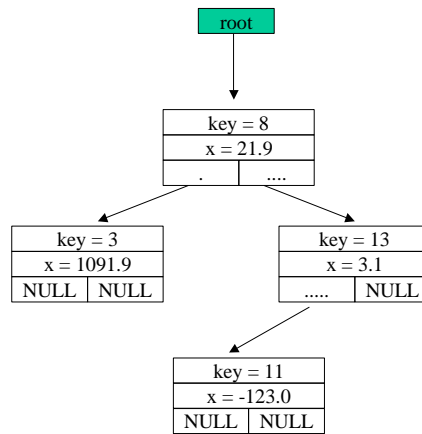 root
key = 8
x = 21.9
. ....
key = 3
x = 1091.9
NULL NULL
key = 13
x = 3.1
..... NULL
key = 11
x = -123.0
NULL NULL